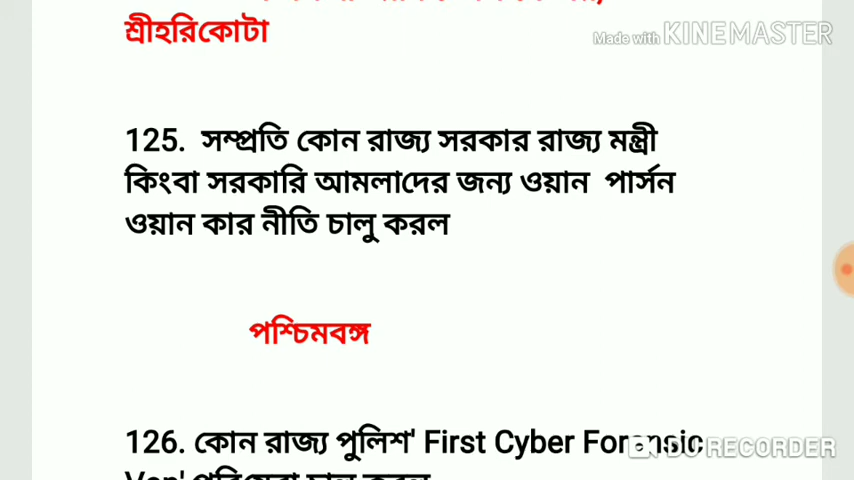 শ্রীহরিকোটা
Made with KINEMASTER
125. সম্প্রতি কোন রাজ্য সরকার রাজ্য মন্ত্রী
কিংবা সরকারি আমলাদের জন্য ওয়ান পার্সন
ওয়ান কার নীতি চালু করল
পশ্চিমবঙ্গ
126. কোন রাজ্য পুলিশ' First Cyber Forensic
DU RECORDER